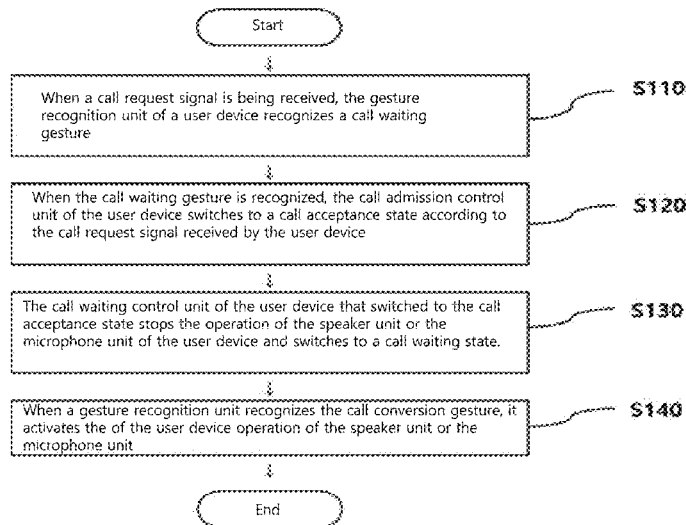 Start
When a call request signal is being received, the gesture
recognition unit of a user device recognizes a call waiting
gesture
S110
When the call waiting gesture is recognized, the call admission control
unit of the user device switches to a call acceptance state according to
the call request signal received by the user device
S120
The call waiting control unit of the user device that switched to the call
acceptance state stops the operation of the speaker unit or the
microphone unit of the user device and switches to a call waiting state.
S130
When a gesture recognition unit recognizes the call conversion gesture, it
activates the of the user device operation of the speaker unit or the
microphone unit
S140
End